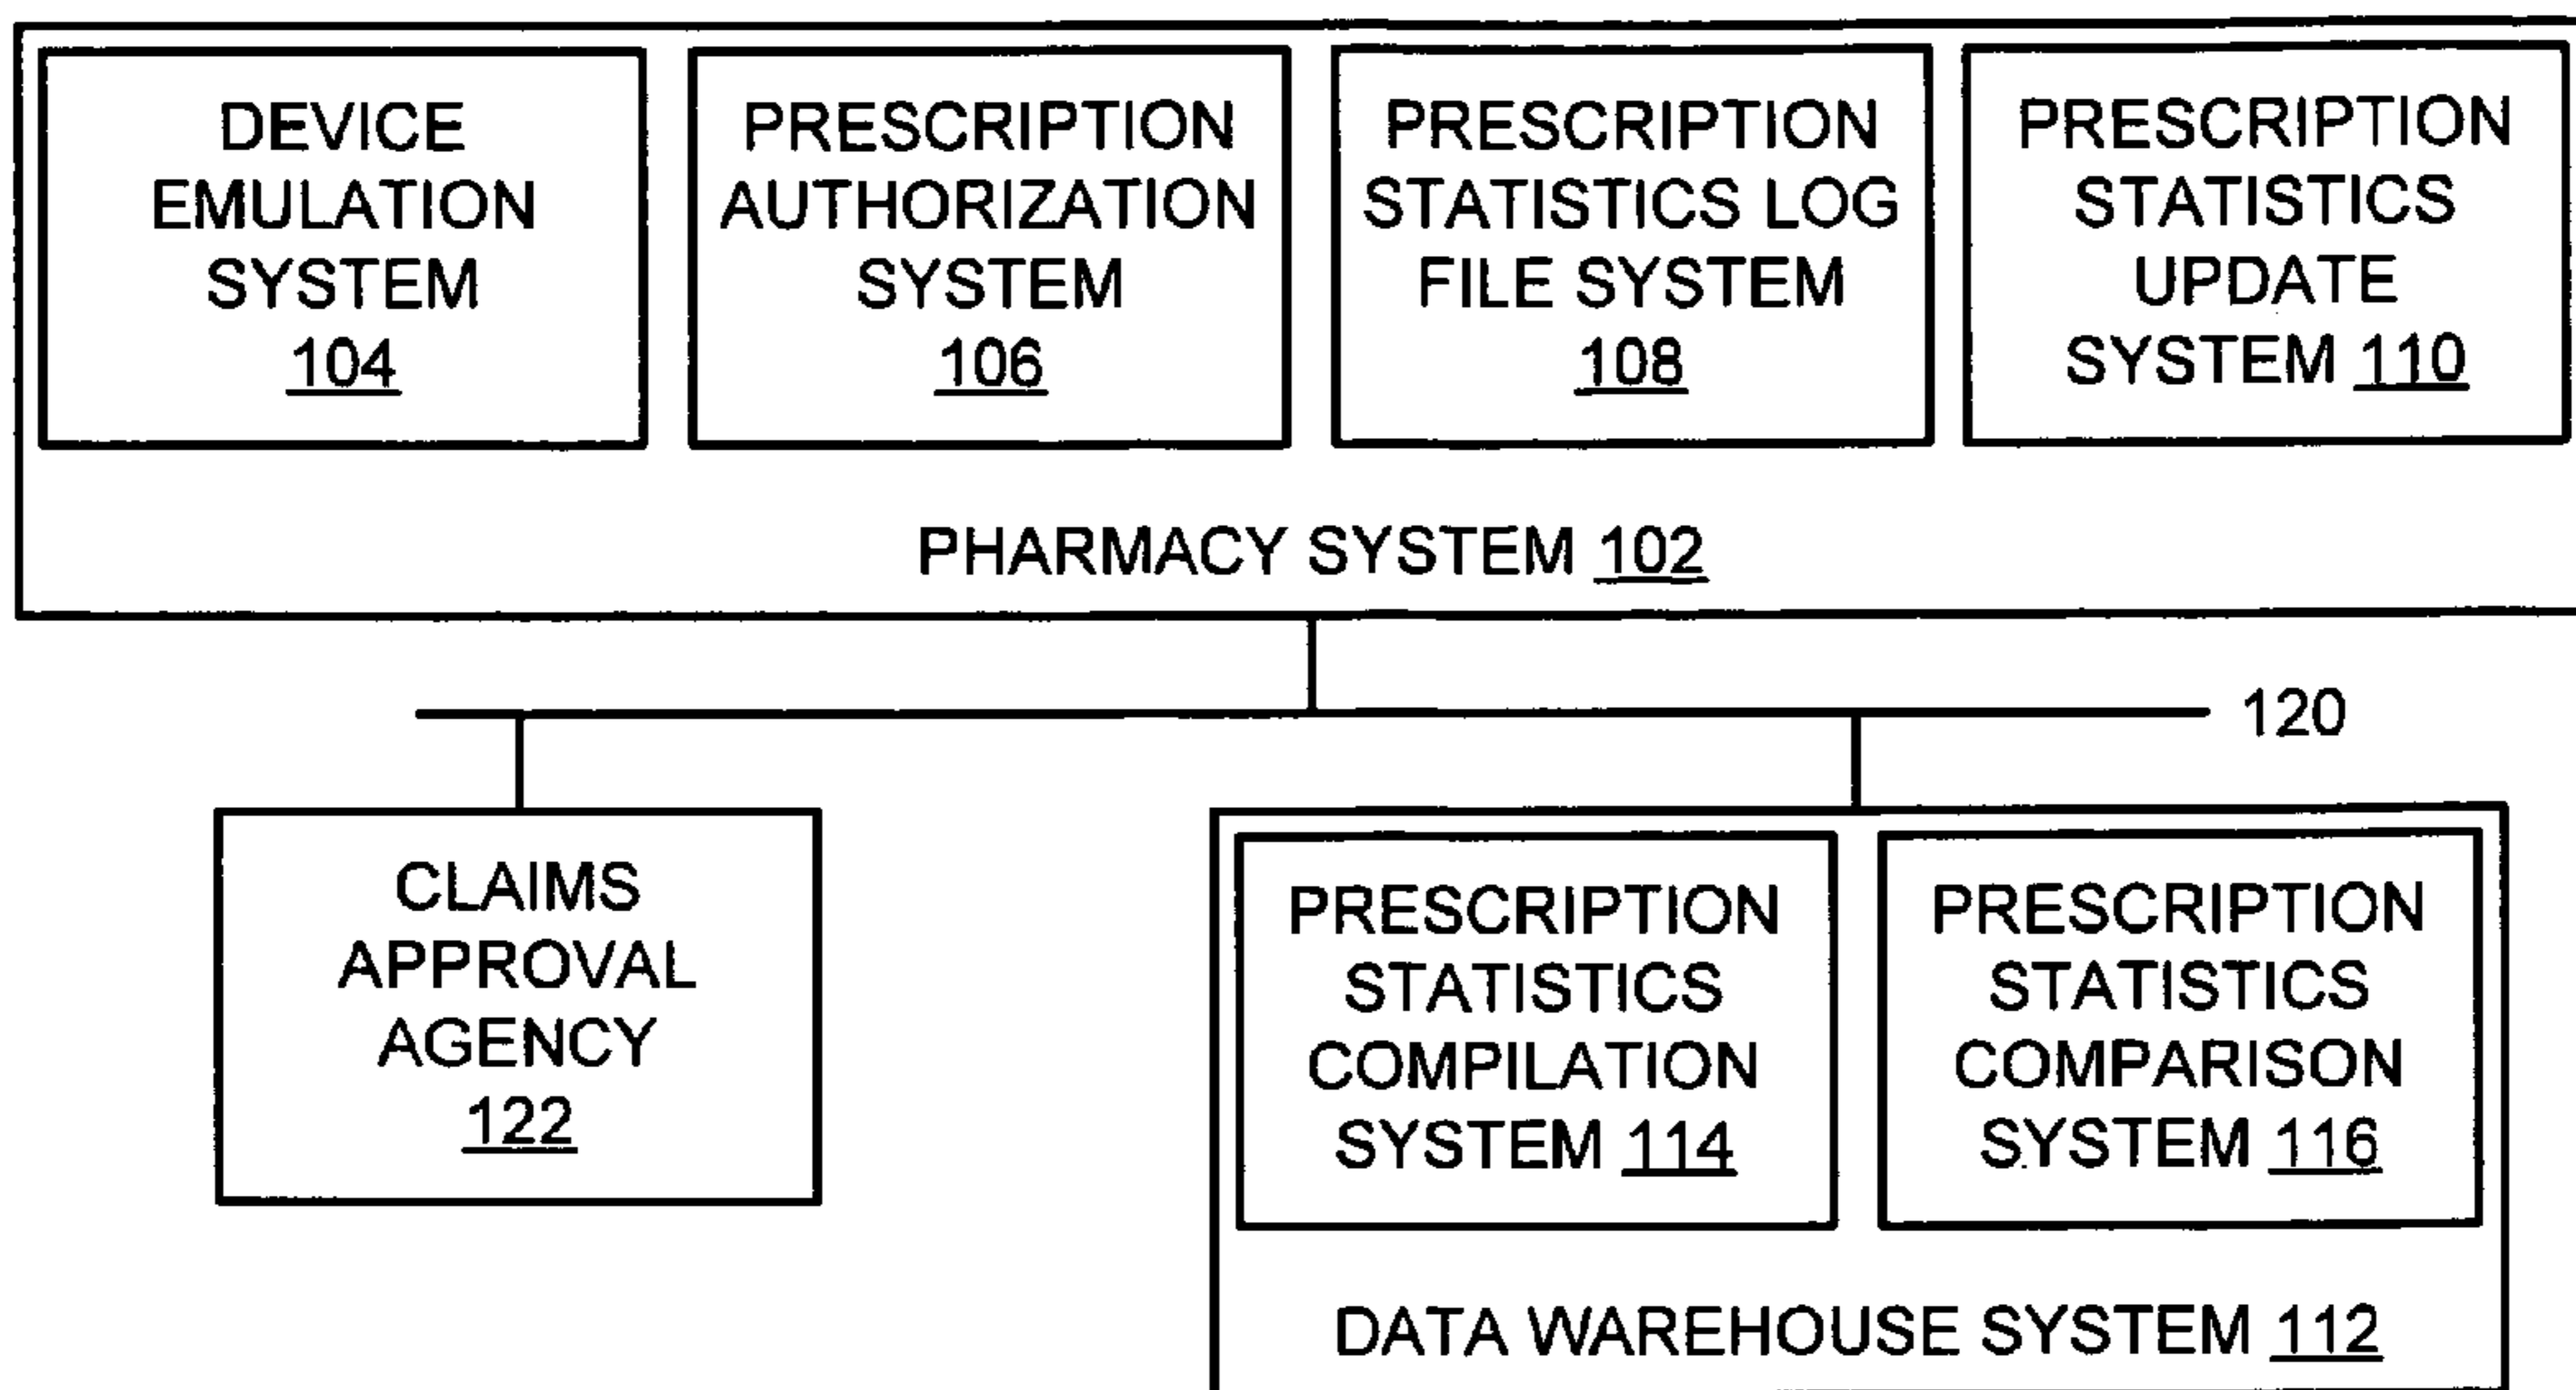 DEVICE
EMULATION
SYSTEM
104
PRESCRIPTION
AUTHORIZATION
SYSTEM
106
PRESCRIPTION
STATISTICS LOG
FILE SYSTEM
108
PRESCRIPTION
STATISTICS
UPDATE
SYSTEM 110
PHARMACY SYSTEM 102
120
CLAIMS
APPROVAL
AGENCY
122
PRESCRIPTION
STATISTICS
COMPILATION
SYSTEM 114
PRESCRIPTION
STATISTICS
COMPARISON
SYSTEM 116
DATA WAREHOUSE SYSTEM 112